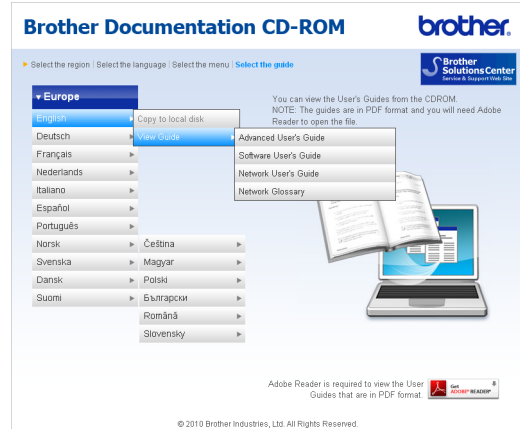 Brother Documentation CD-ROM
brother.
Select the region | Select the language | Select the menu | Select the guide
Brother
Solutions Center
Service & Support Web Site
Europe
You can view the User's Guides from the CDROM.
NOTE: The guides are in PDF format and you will need Adobe
Reader to open the file.
English
Copy to local disk
Deutsch
View Guide
Advanced User's Guide
Français
Software User's Guide
Nederlands
Network User's Guide
Italiano
Network Glossary
Español
Português
Norsk
Čeština
Svenska
Magyar
Dansk
Polski
Suomi
Български
Română
Slovensky
Adobe Reader is required to view the User
Guides that are in PDF format.
Get
ADOBE® READER®
© 2010 Brother Industries, Ltd. All Rights Reserved.